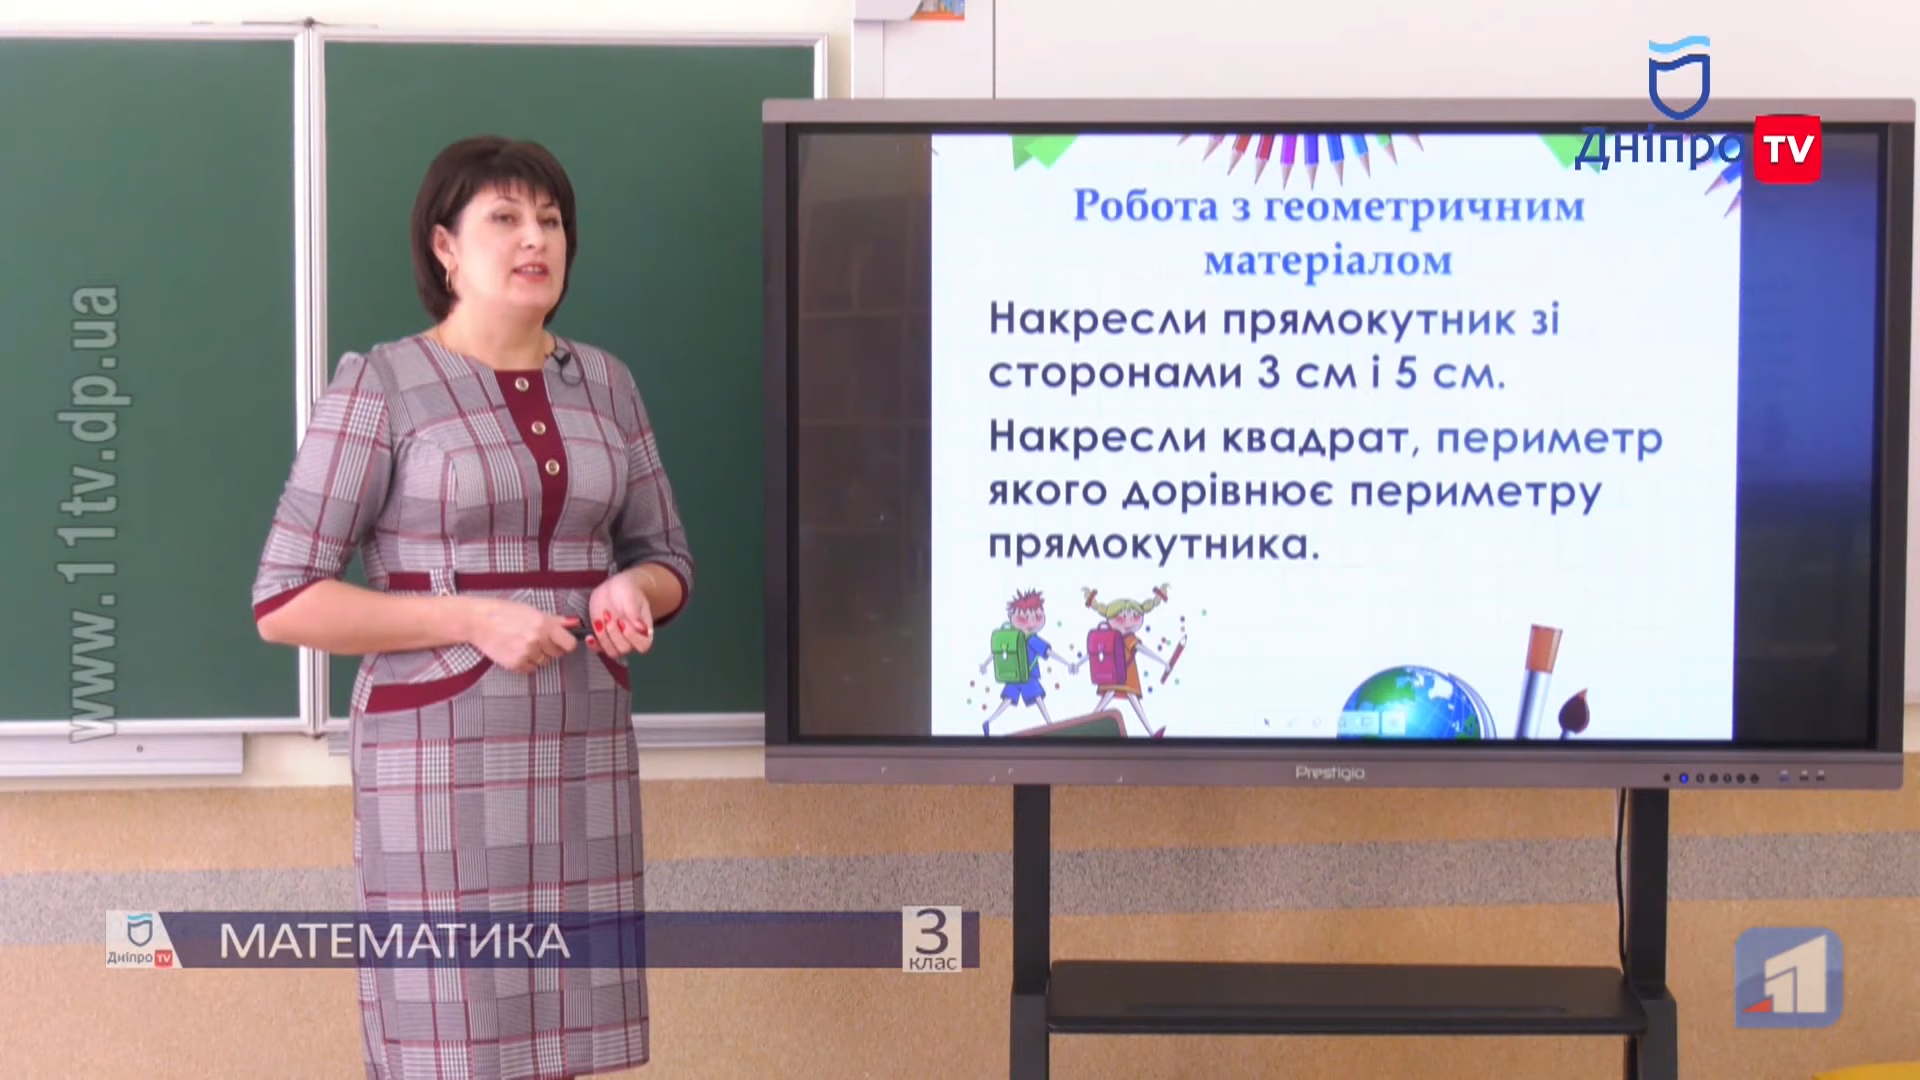 Дніпро TV
Робота з геометричним
матеріалом
Накресли прямокутник зі
сторонами 3 см і 5 см.
Накресли квадрат, периметр
якого дорівнює периметру
прямокутника.
www.11tv.dp.ua
Prestigio
МАТЕМАТИКА
3
клас
Дніпро TV
11